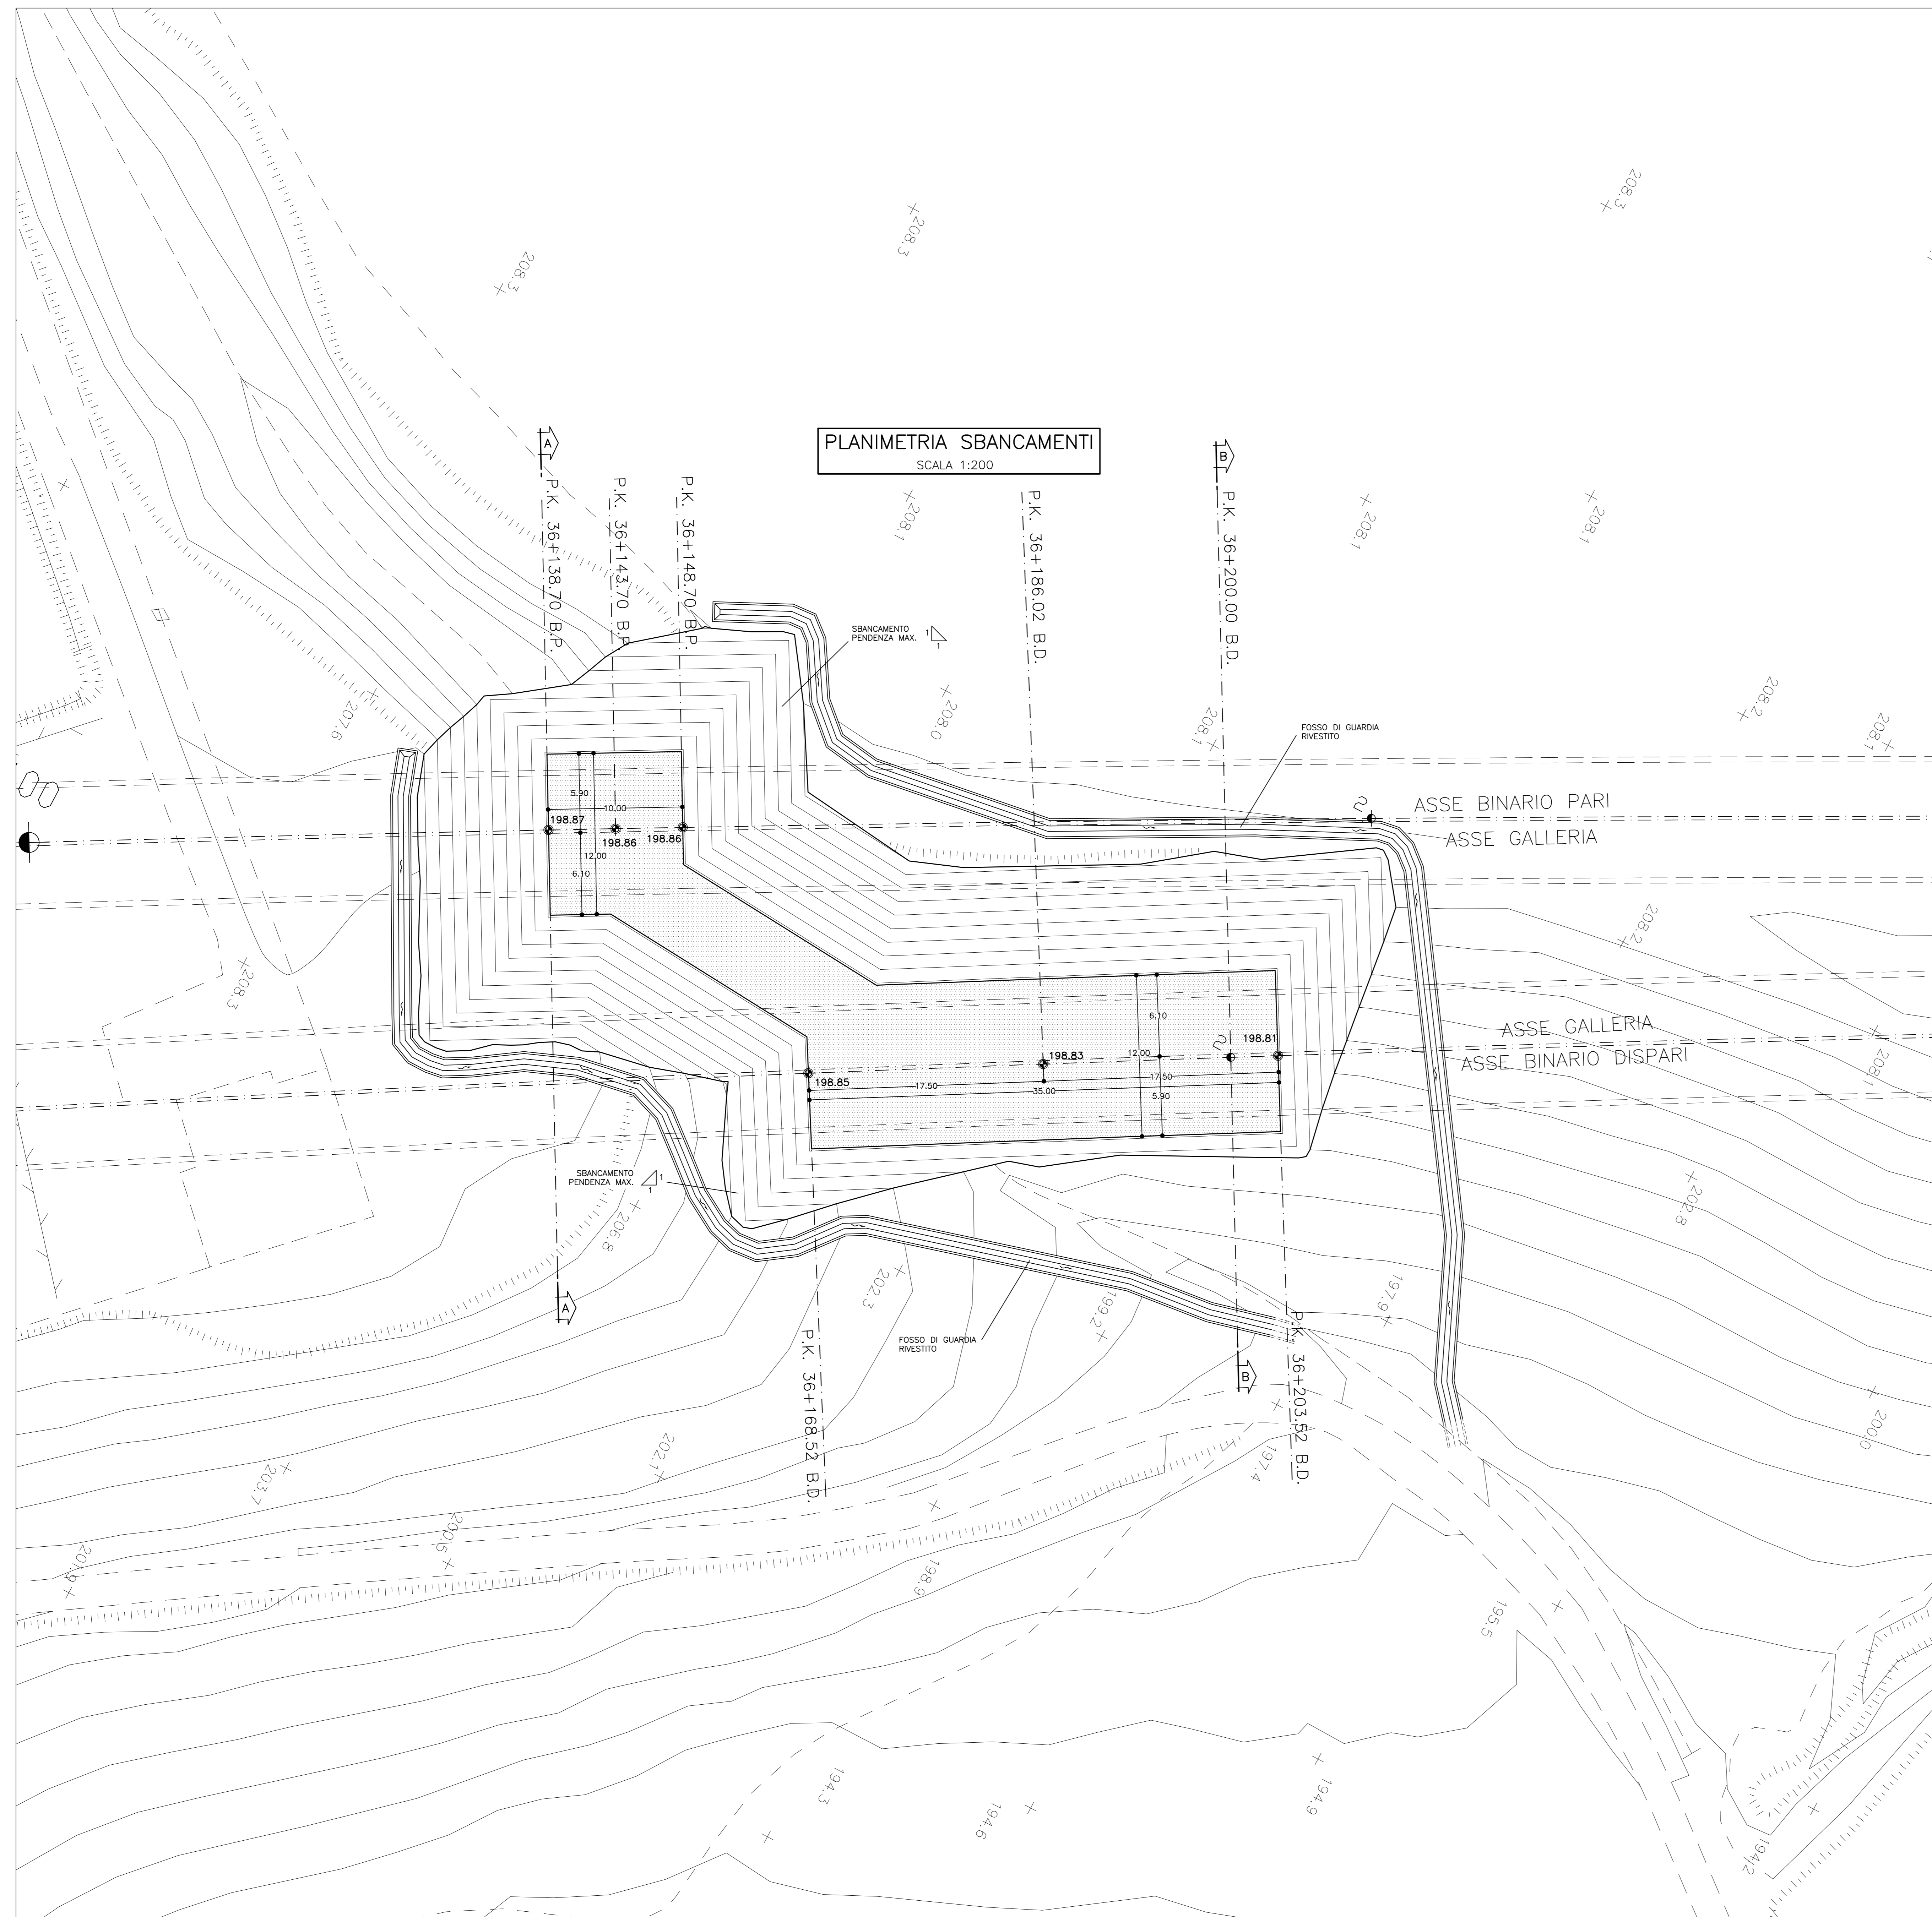 208.3
208.3
208.3
A
PLANIMETRIA SBANCAMENTI
SCALA 1:200
B
P.K. 36+138.70 B.P.
P.K. 36+143.70 B.P.
P.K. 36+148.70 B.P.
P.K. 36+186.02 B.D.
P.K. 36+200.00 B.D.
208.1
208.1
208.1
SBANCAMENTO
PENDENZA MAX.
1
1
207.6
208.0
208.1
208.2
208.1
FOSSO DI GUARDIA
RIVESTITO
5.90
10.00
198.87
198.86
198.86
12.00
6.10
ASSE BINARIO PARI
ASSE GALLERIA
208.3
208.2
6.10
198.81
12.00
198.83
198.85
17.50
17.50
35.00
5.90
ASSE GALLERIA
ASSE BINARIO DISPARI
208.1
SBANCAMENTO
PENDENZA MAX.
1
1
206.8
202.8
202.3
199.2
197.9
A
FOSSO DI GUARDIA
RIVESTITO
B
P.K. 36+168.52 B.D.
P.K. 36+203.52 B.D.
200.0
203.7
202.1
197.4
201.9
200.5
198.9
195.5
194.3
194.6
194.9
194.2